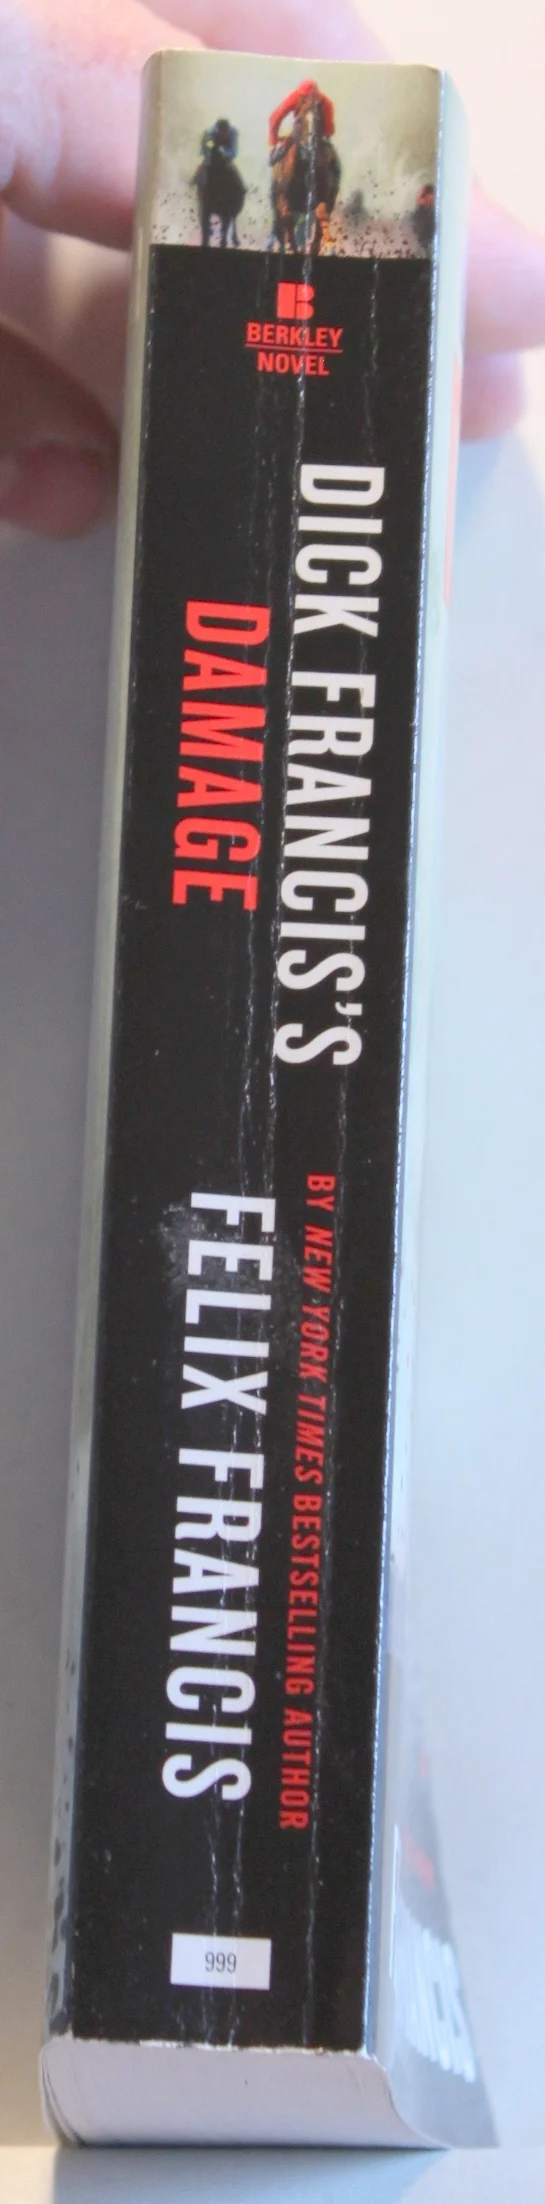 B
BERKLEY
NOVEL
DICK FRANCIS'S
DAMAGE
BY NEW YORK TIMES BESTSELLING AUTHOR
FELIX FRANCIS
999